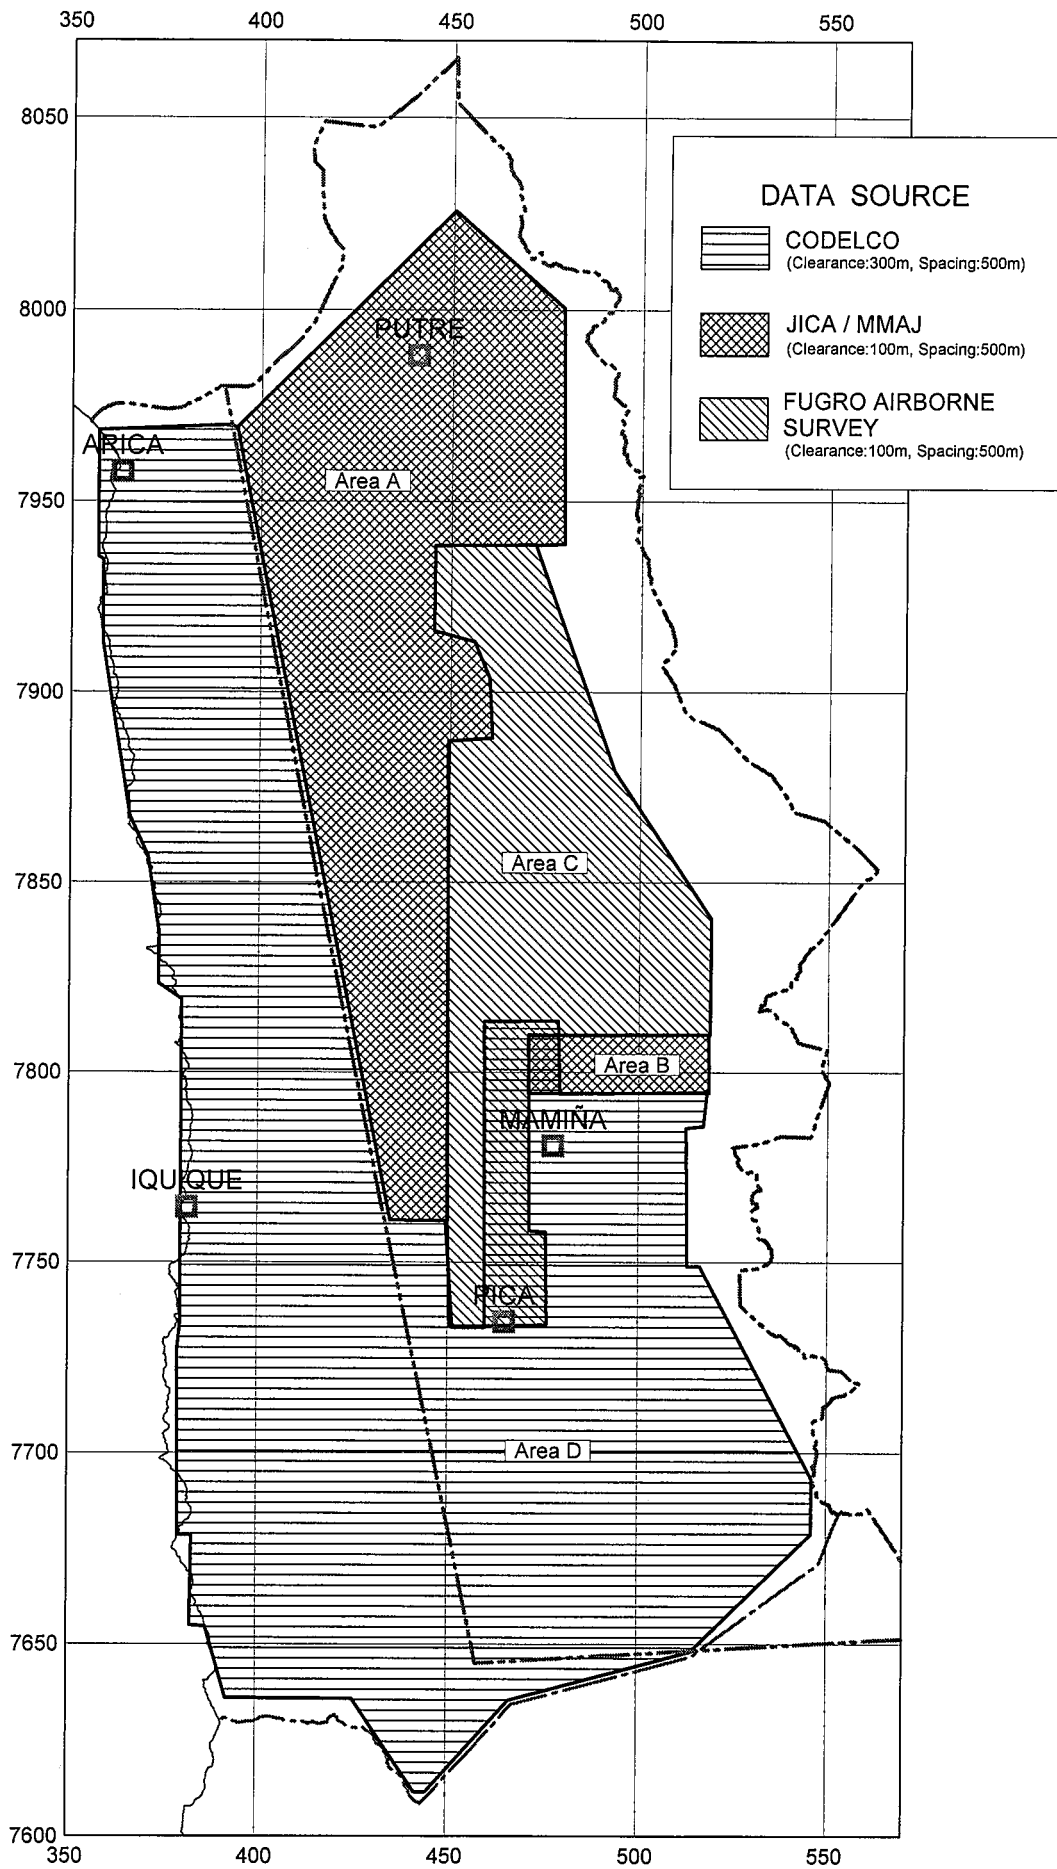 350 400 450 500 550
8050
DATA SOURCE
CODELCO
(Clearance:300m, Spacing:500m)
8000
JICA / MMAJ
(Clearance:100m, Spacing:500m)
PUTRE
FUGRO AIRBORNE
SURVEY
(Clearance:100m, Spacing:500m)
ARICA
Area A
7950
7900
Area C
7850
7800
Area B
MAMIÑA
IQUIQUE
7750
PICA
7700
Area D
7650
7600
350 400 450 500 550